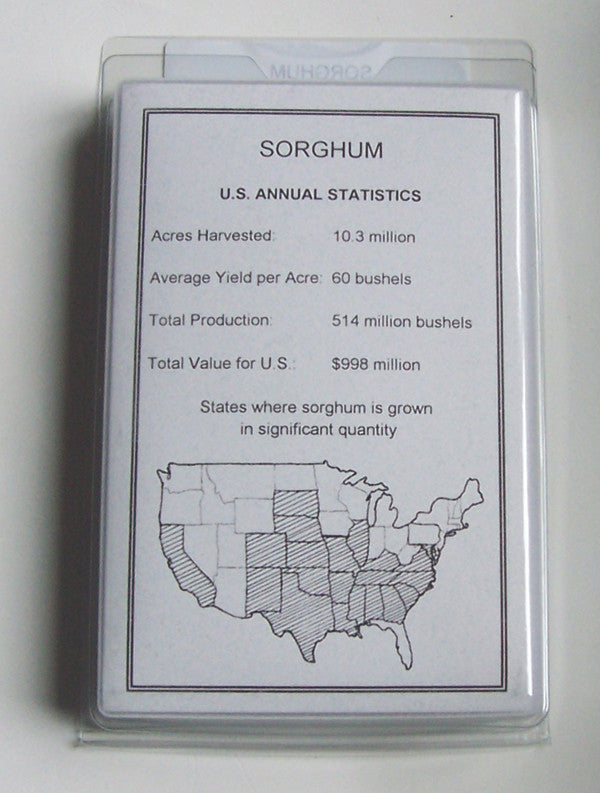 SORGHUM
SORGHUM
U.S. ANNUAL STATISTICS
Acres Harvested: 10.3 million
Average Yield per Acre: 60 bushels
Total Production: 514 million bushels
Total Value for U.S.: $998 million
States where sorghum is grown
in significant quantity